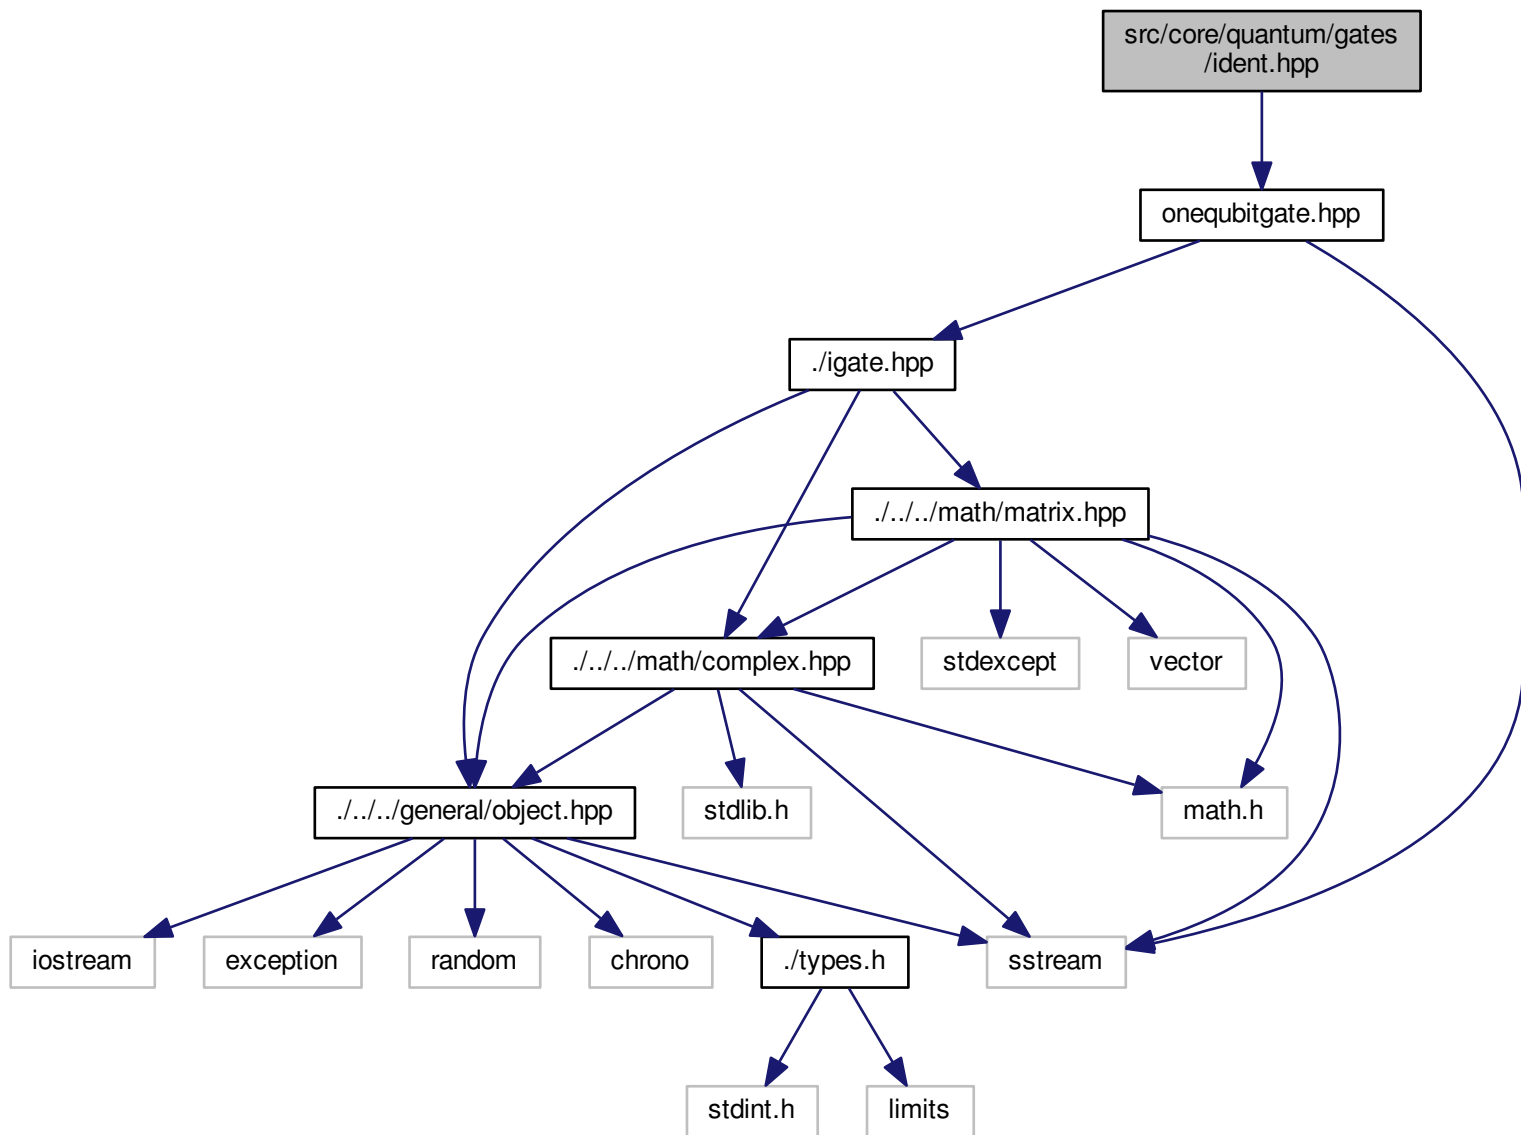 src/core/quantum/gates
/ident.hpp
onequbitgate.hpp
./igate.hpp
./../../math/matrix.hpp
./../../math/complex.hpp
stdexcept
vector
./../../general/object.hpp
stdlib.h
math.h
iostream
exception
random
chrono
./types.h
sstream
stdint.h
limits